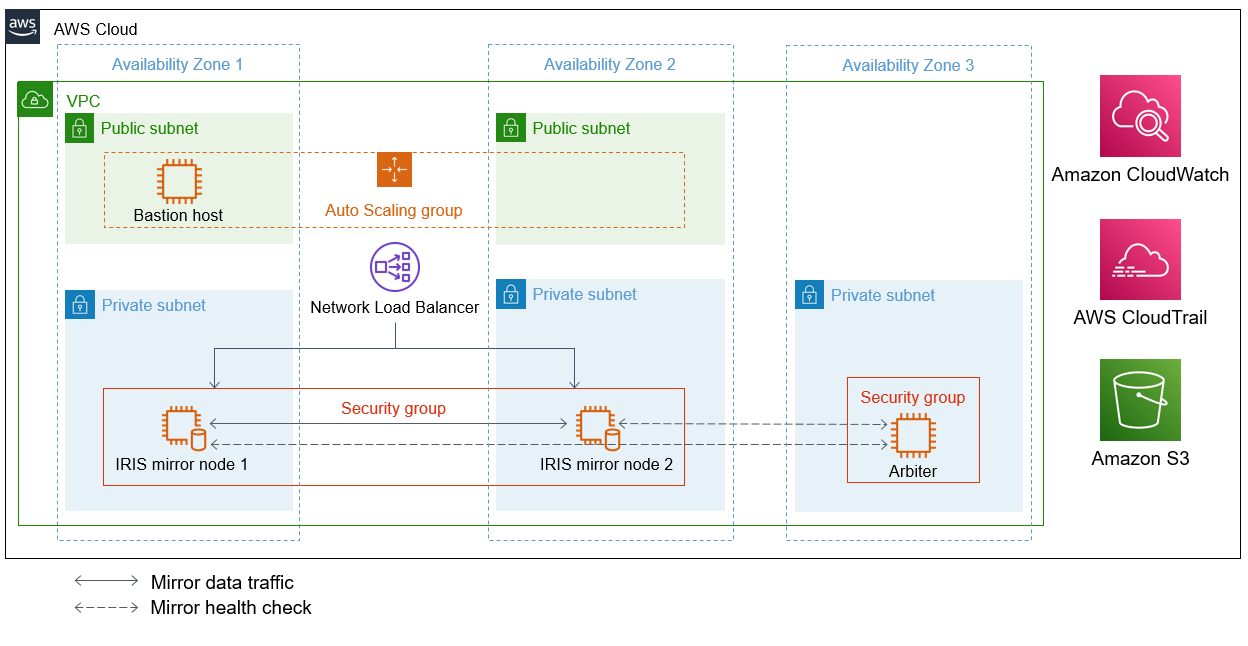 aws
AWS Cloud
Availability Zone 1
Availability Zone 2
Availability Zone 3
VPC
Public subnet
Public subnet
Bastion host
Auto Scaling group
Amazon CloudWatch
Network Load Balancer
Private subnet
Private subnet
Private subnet
AWS CloudTrail
Security group
Security group
IRIS mirror node 1
IRIS mirror node 2
Arbiter
Amazon S3
Mirror data traffic
Mirror health check